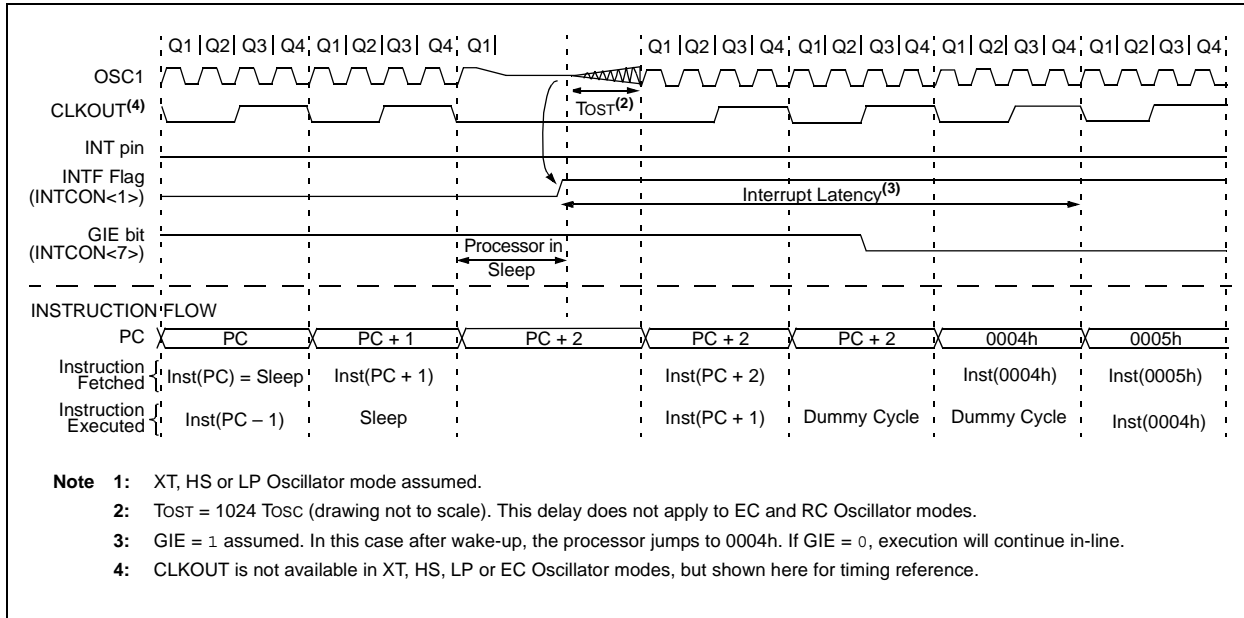 Q1 | Q2 | Q3 | Q4 | Q1 | Q2 | Q3 | Q4 | Q1 | Q1 | Q2 | Q3 | Q4 | Q1 | Q2 | Q3 | Q4 | Q1 | Q2 | Q3 | Q4 | Q1 | Q2 | Q3 | Q4
OSC1
CLKOUT(4) TOST(2)
INT pin
INTF Flag
(INTCON<1>) Interrupt Latency(3)
GIE bit
(INTCON<7>) Processor in
Sleep
INSTRUCTION FLOW
PC PC PC + 1 PC + 2 PC + 2 PC + 2 0004h 0005h
Instruction
Fetched { Inst(PC) = Sleep Inst(PC + 1) Inst(PC + 2) Inst(0004h) Inst(0005h)
Instruction
Executed { Inst(PC – 1) Sleep Inst(PC + 1) Dummy Cycle Dummy Cycle Inst(0004h)
Note 1: XT, HS or LP Oscillator mode assumed.
2: TOST = 1024 TOSC (drawing not to scale). This delay does not apply to EC and RC Oscillator modes.
3: GIE = 1 assumed. In this case after wake-up, the processor jumps to 0004h. If GIE = 0, execution will continue in-line.
4: CLKOUT is not available in XT, HS, LP or EC Oscillator modes, but shown here for timing reference.